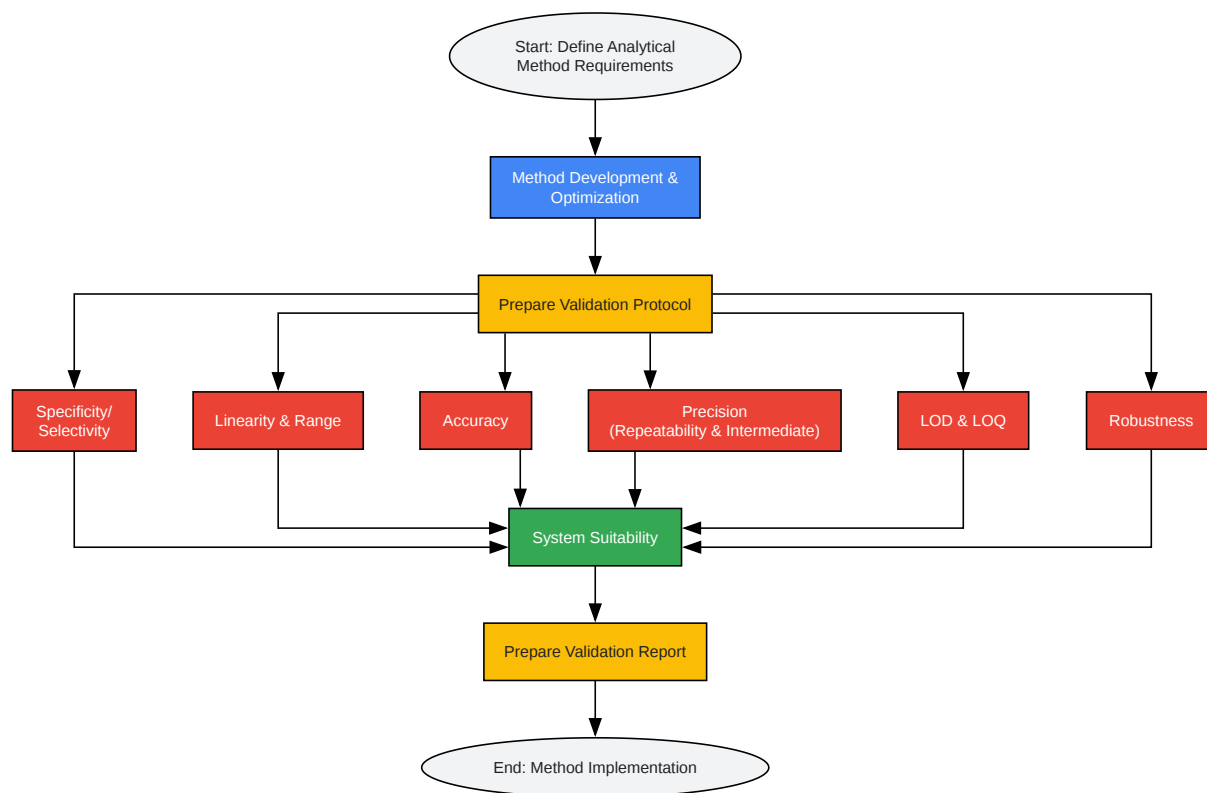 Start: Define Analytical
Method Requirements
Method Development &
Optimization
Prepare Validation Protocol
Specificity/
Selectivity
Linearity & Range
Accuracy
Precision
(Repeatability & Intermediate)
LOD & LOQ
Robustness
System Suitability
Prepare Validation Report
End: Method Implementation